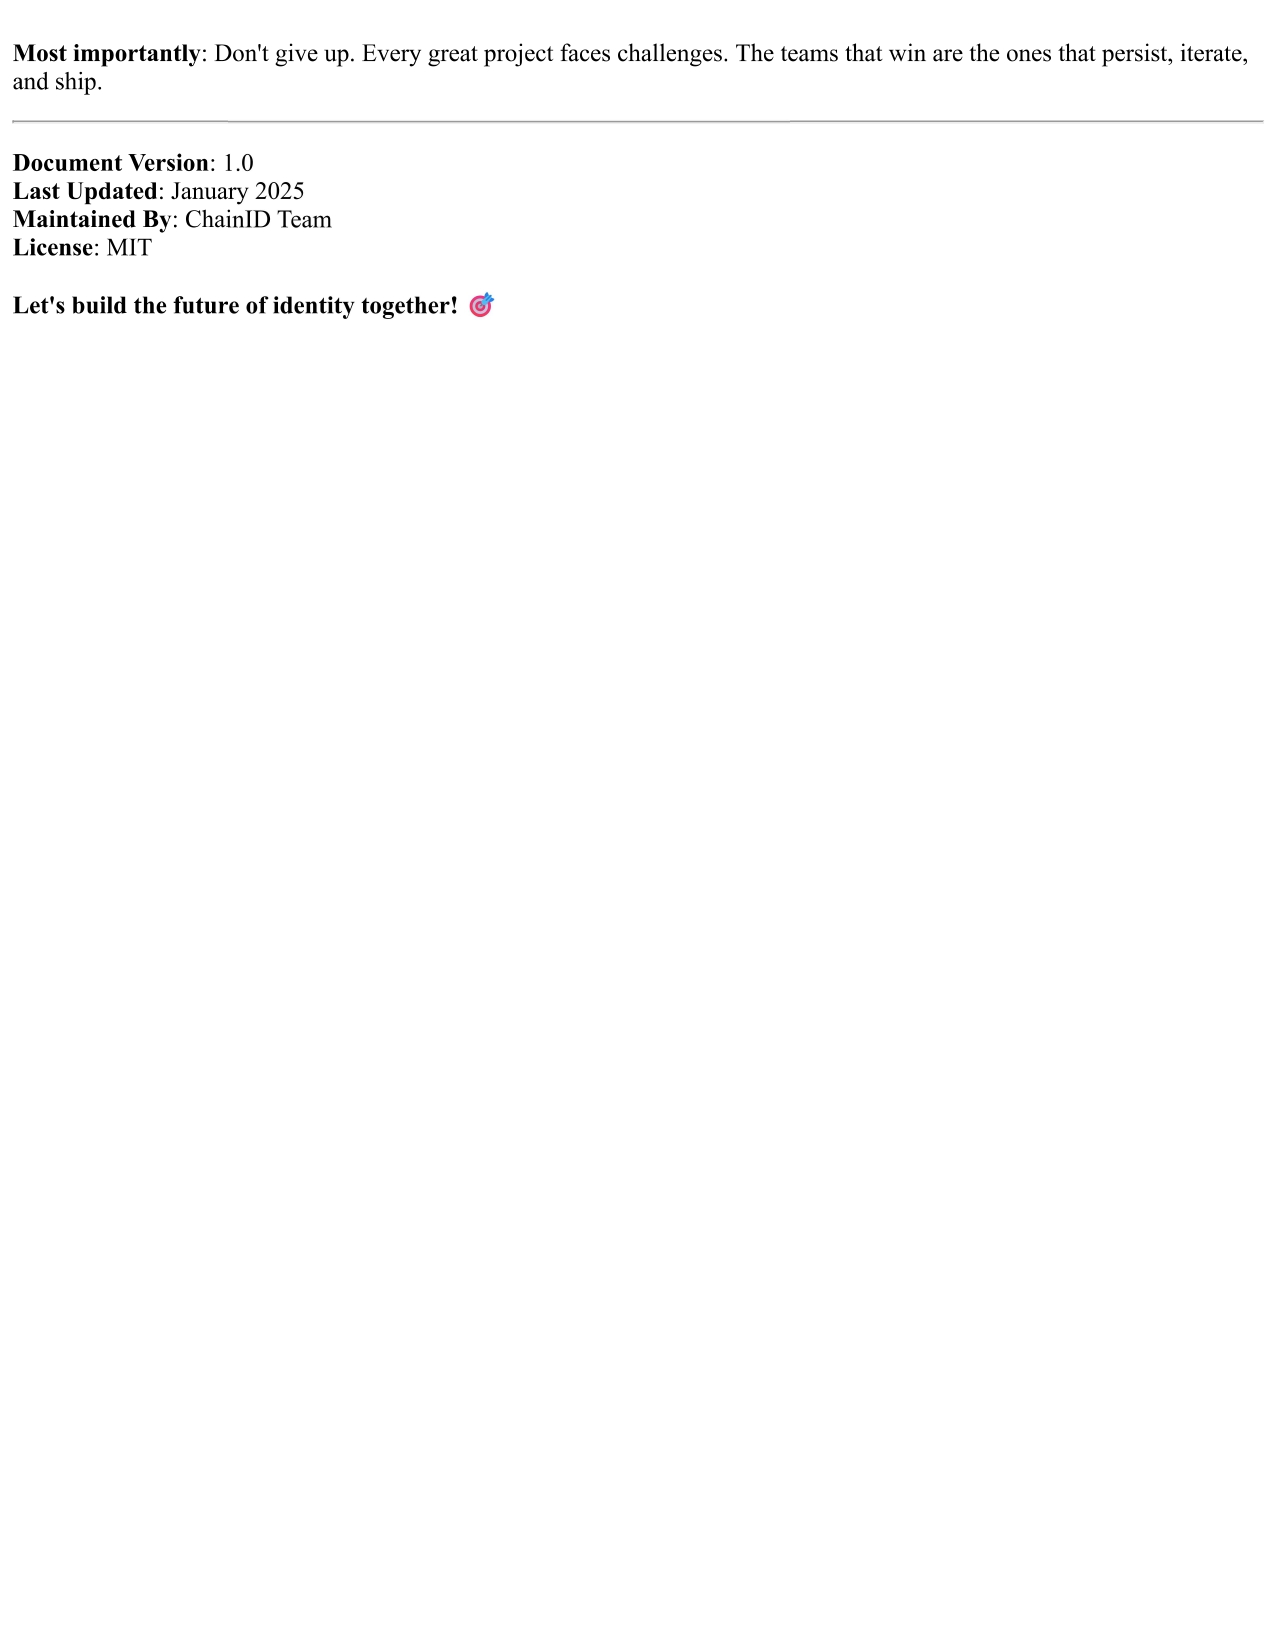 Most importantly: Don't give up. Every great project faces challenges. The teams that win are the ones that persist, iterate,
and ship.
Document Version: 1.0
Last Updated: January 2025
Maintained By: ChainID Team
License: MIT
Let's build the future of identity together! 🎯